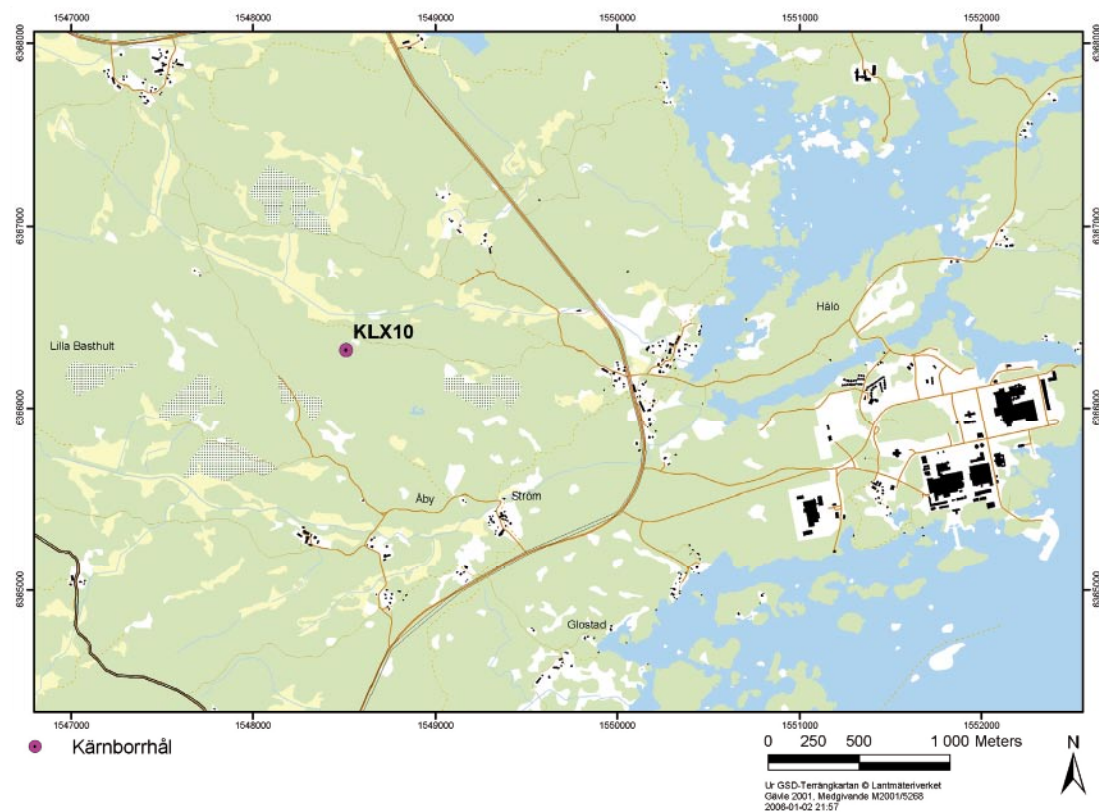 1547000 1548000 1549000 1550000 1551000 1552000
6368000 6368000
6367000 6367000
Hålö
KLX10
Lilla Basthult
6366000 6366000
Åby Ström
6365000 6365000
Glostad
1547000 1548000 1549000 1550000 1551000 1552000
Kärnborrhål
0 250 500 1 000 Meters
N
Ur GSD-Terrängkartan © Lantmäteriverket
Gävle 2001, Medgivande M2001/5268
2006-01-02 21:57